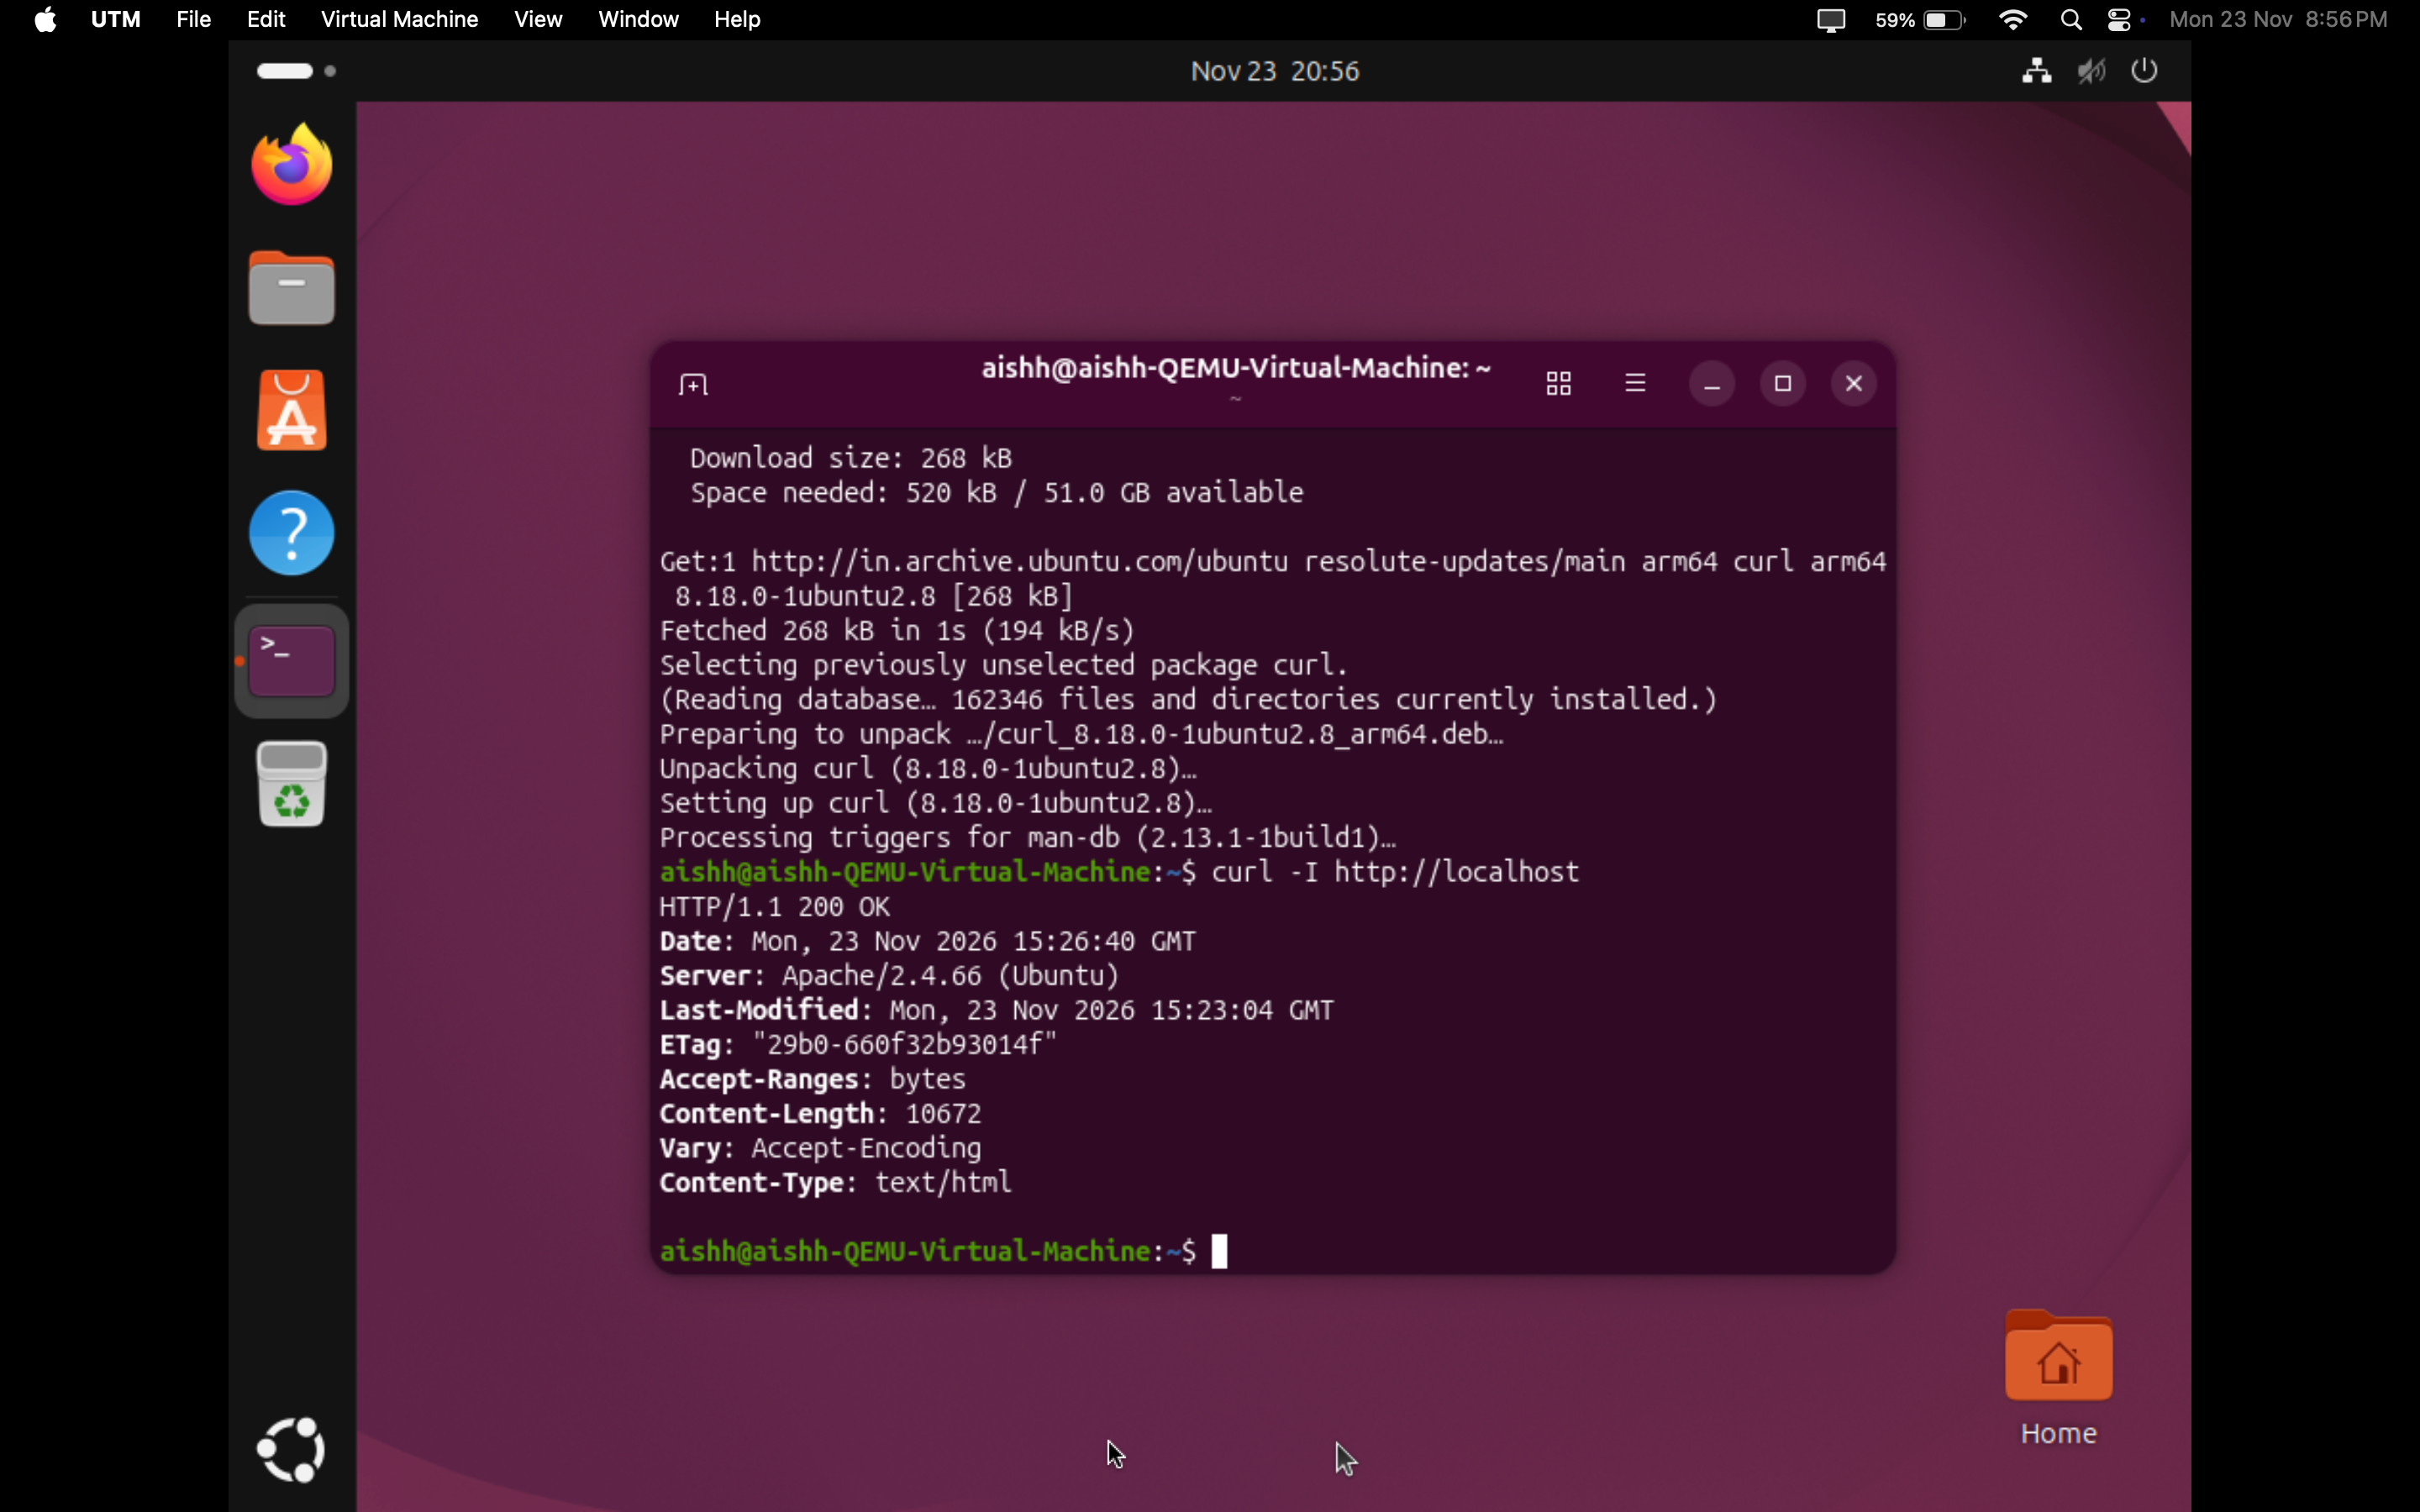 UTM File Edit Virtual Machine View Window Help 59% Mon 23 Nov 8:56 PM
Nov 23 20:56
aishh@aishh-QEMU-Virtual-Machine: ~
~
Download size: 268 kB
Space needed: 520 kB / 51.0 GB available
Get:1 http://in.archive.ubuntu.com/ubuntu resolute-updates/main arm64 curl arm64
8.18.0-1ubuntu2.8 [268 kB]
Fetched 268 kB in 1s (194 kB/s)
Selecting previously unselected package curl.
(Reading database… 162346 files and directories currently installed.)
Preparing to unpack …/curl_8.18.0-1ubuntu2.8_arm64.deb…
Unpacking curl (8.18.0-1ubuntu2.8)…
Setting up curl (8.18.0-1ubuntu2.8)…
Processing triggers for man-db (2.13.1-1build1)…
aishh@aishh-QEMU-Virtual-Machine:~$ curl -I http://localhost
HTTP/1.1 200 OK
Date: Mon, 23 Nov 2026 15:26:40 GMT
Server: Apache/2.4.66 (Ubuntu)
Last-Modified: Mon, 23 Nov 2026 15:23:04 GMT
ETag: "29b0-660f32b93014f"
Accept-Ranges: bytes
Content-Length: 10672
Vary: Accept-Encoding
Content-Type: text/html
aishh@aishh-QEMU-Virtual-Machine:~$
Home